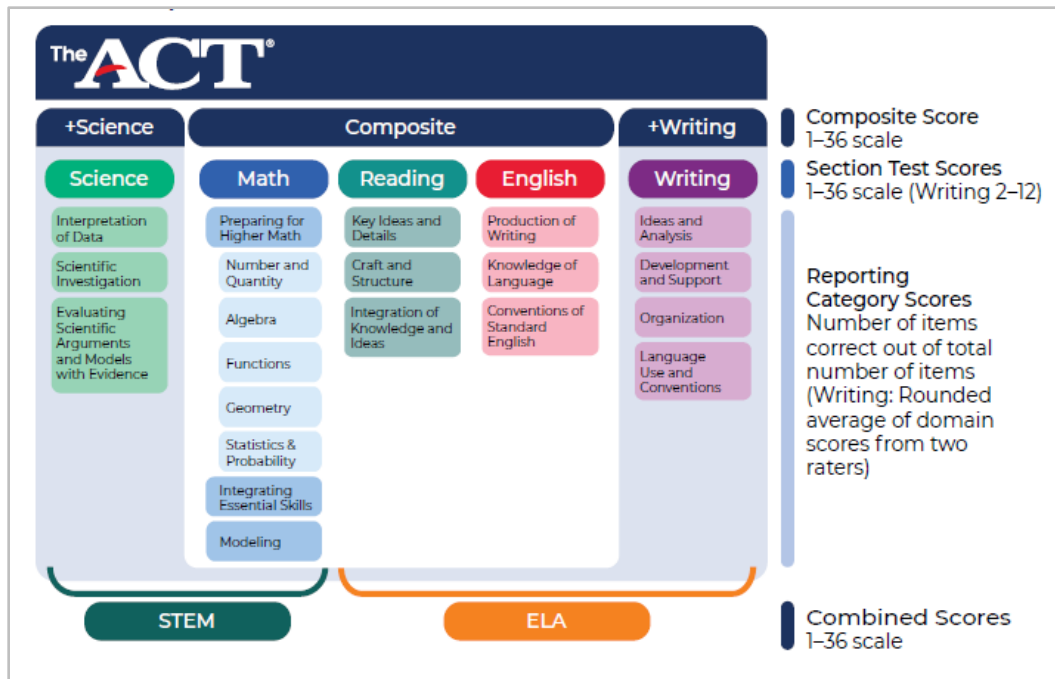 The ACT®
+Science
Composite
+Writing
Composite Score
1–36 scale
Science
Math
Reading
English
Writing
Section Test Scores
1–36 scale (Writing 2–12)
Interpretation
of Data
Scientific
Investigation
Evaluating
Scientific
Arguments
and Models
with Evidence
Preparing for
Higher Math
Number and
Quantity
Algebra
Functions
Geometry
Statistics &
Probability
Integrating
Essential Skills
Modeling
Key Ideas and
Details
Craft and
Structure
Integration of
Knowledge and
Ideas
Production of
Writing
Knowledge of
Language
Conventions of
Standard
English
Ideas and
Analysis
Development
and Support
Organization
Language
Use and
Conventions
Reporting
Category Scores
Number of items
correct out of total
number of items
(Writing: Rounded
average of domain
scores from two
raters)
STEM
ELA
Combined Scores
1–36 scale